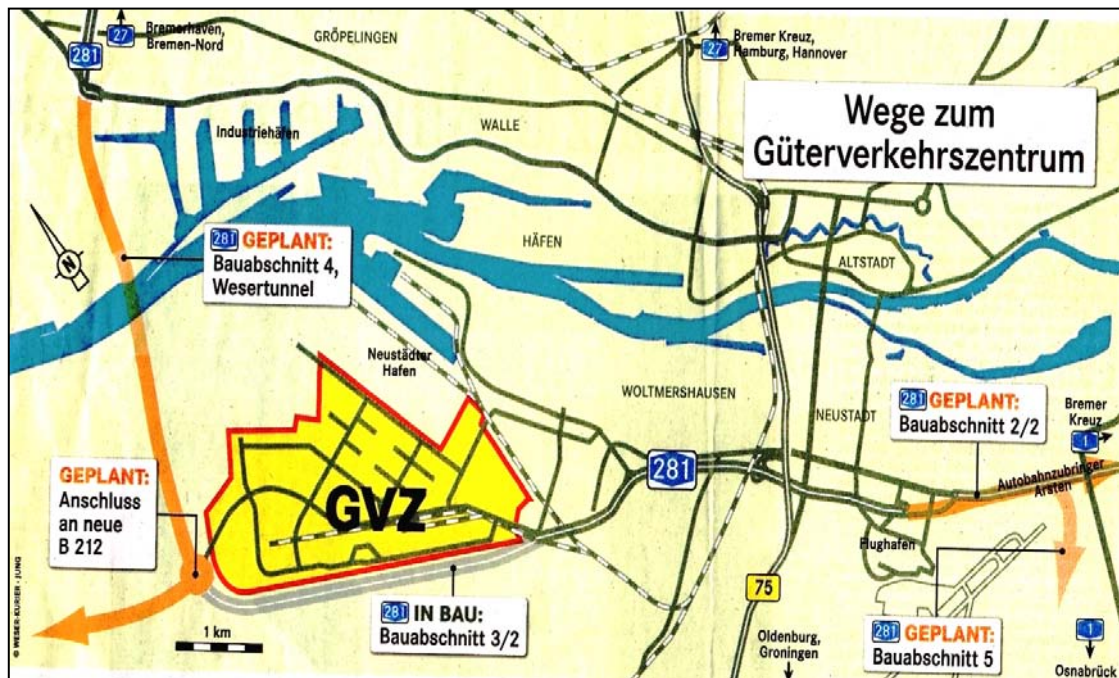 281
27
Bremerhaven,
Bremen-Nord
GRÖPELINGEN
27
Bremer Kreuz,
Hamburg, Hannover
Wege zum
Güterverkehrszentrum
Industriehäfen
WALLE
HÄFEN
ALTSTADT
N
281 GEPLANT:
Bauabschnitt 4,
Wesertunnel
Neustädter
Hafen
WOLTMERSHAUSEN
NEUSTADT
281 GEPLANT:
Bauabschnitt 2/2
Bremer
Kreuz
1
281
Autobahnzubringer
Arsten
GEPLANT:
Anschluss
an neue
B 212
GVZ
Flughafen
75
281 IN BAU:
Bauabschnitt 3/2
1 km
Oldenburg,
Groningen
281 GEPLANT:
Bauabschnitt 5
1
Osnabrück
© WESER-KURIER · JUNG